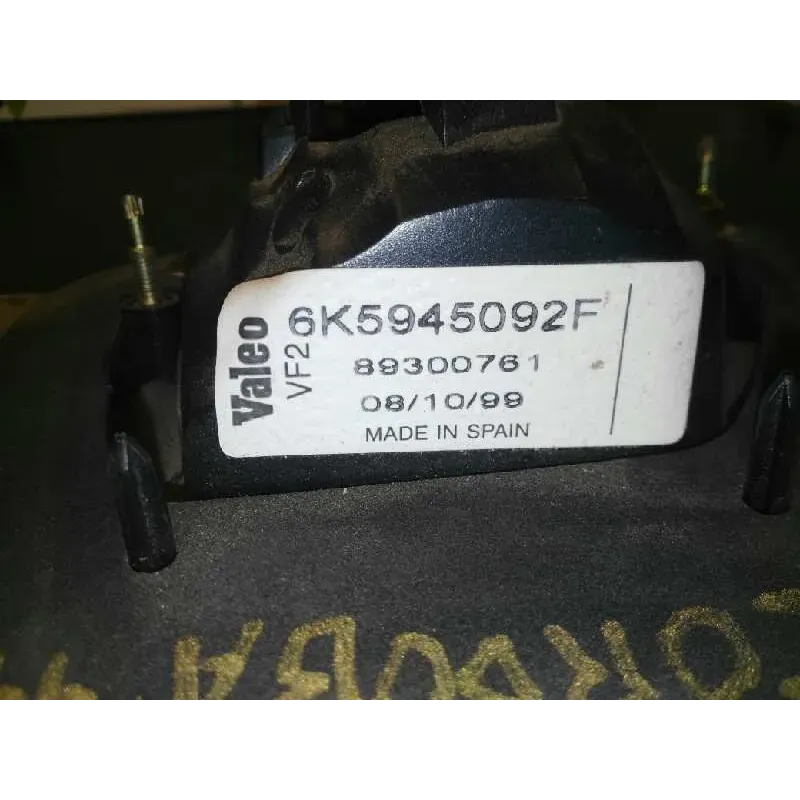 Valeo
VF2
6K5945092F
89300761
08/10/99
MADE IN SPAIN